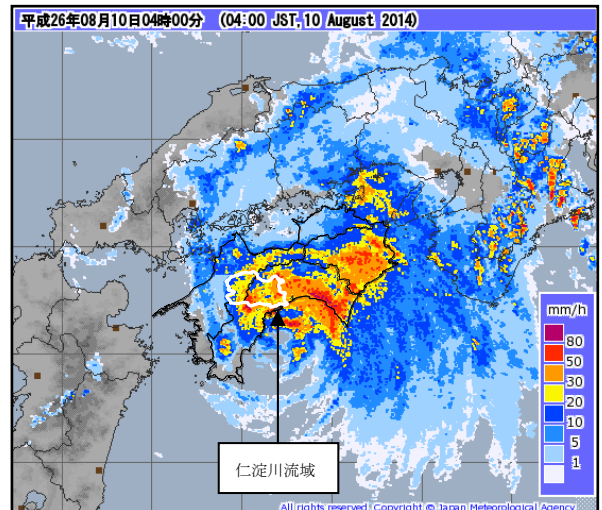 平成26年08月10日04時00分 (04:00 JST, 10 August 2014)
mm/h
80
50
30
20
10
5
1
仁淀川流域
All rights reserved. Copyright © Japan Meteorological Agency